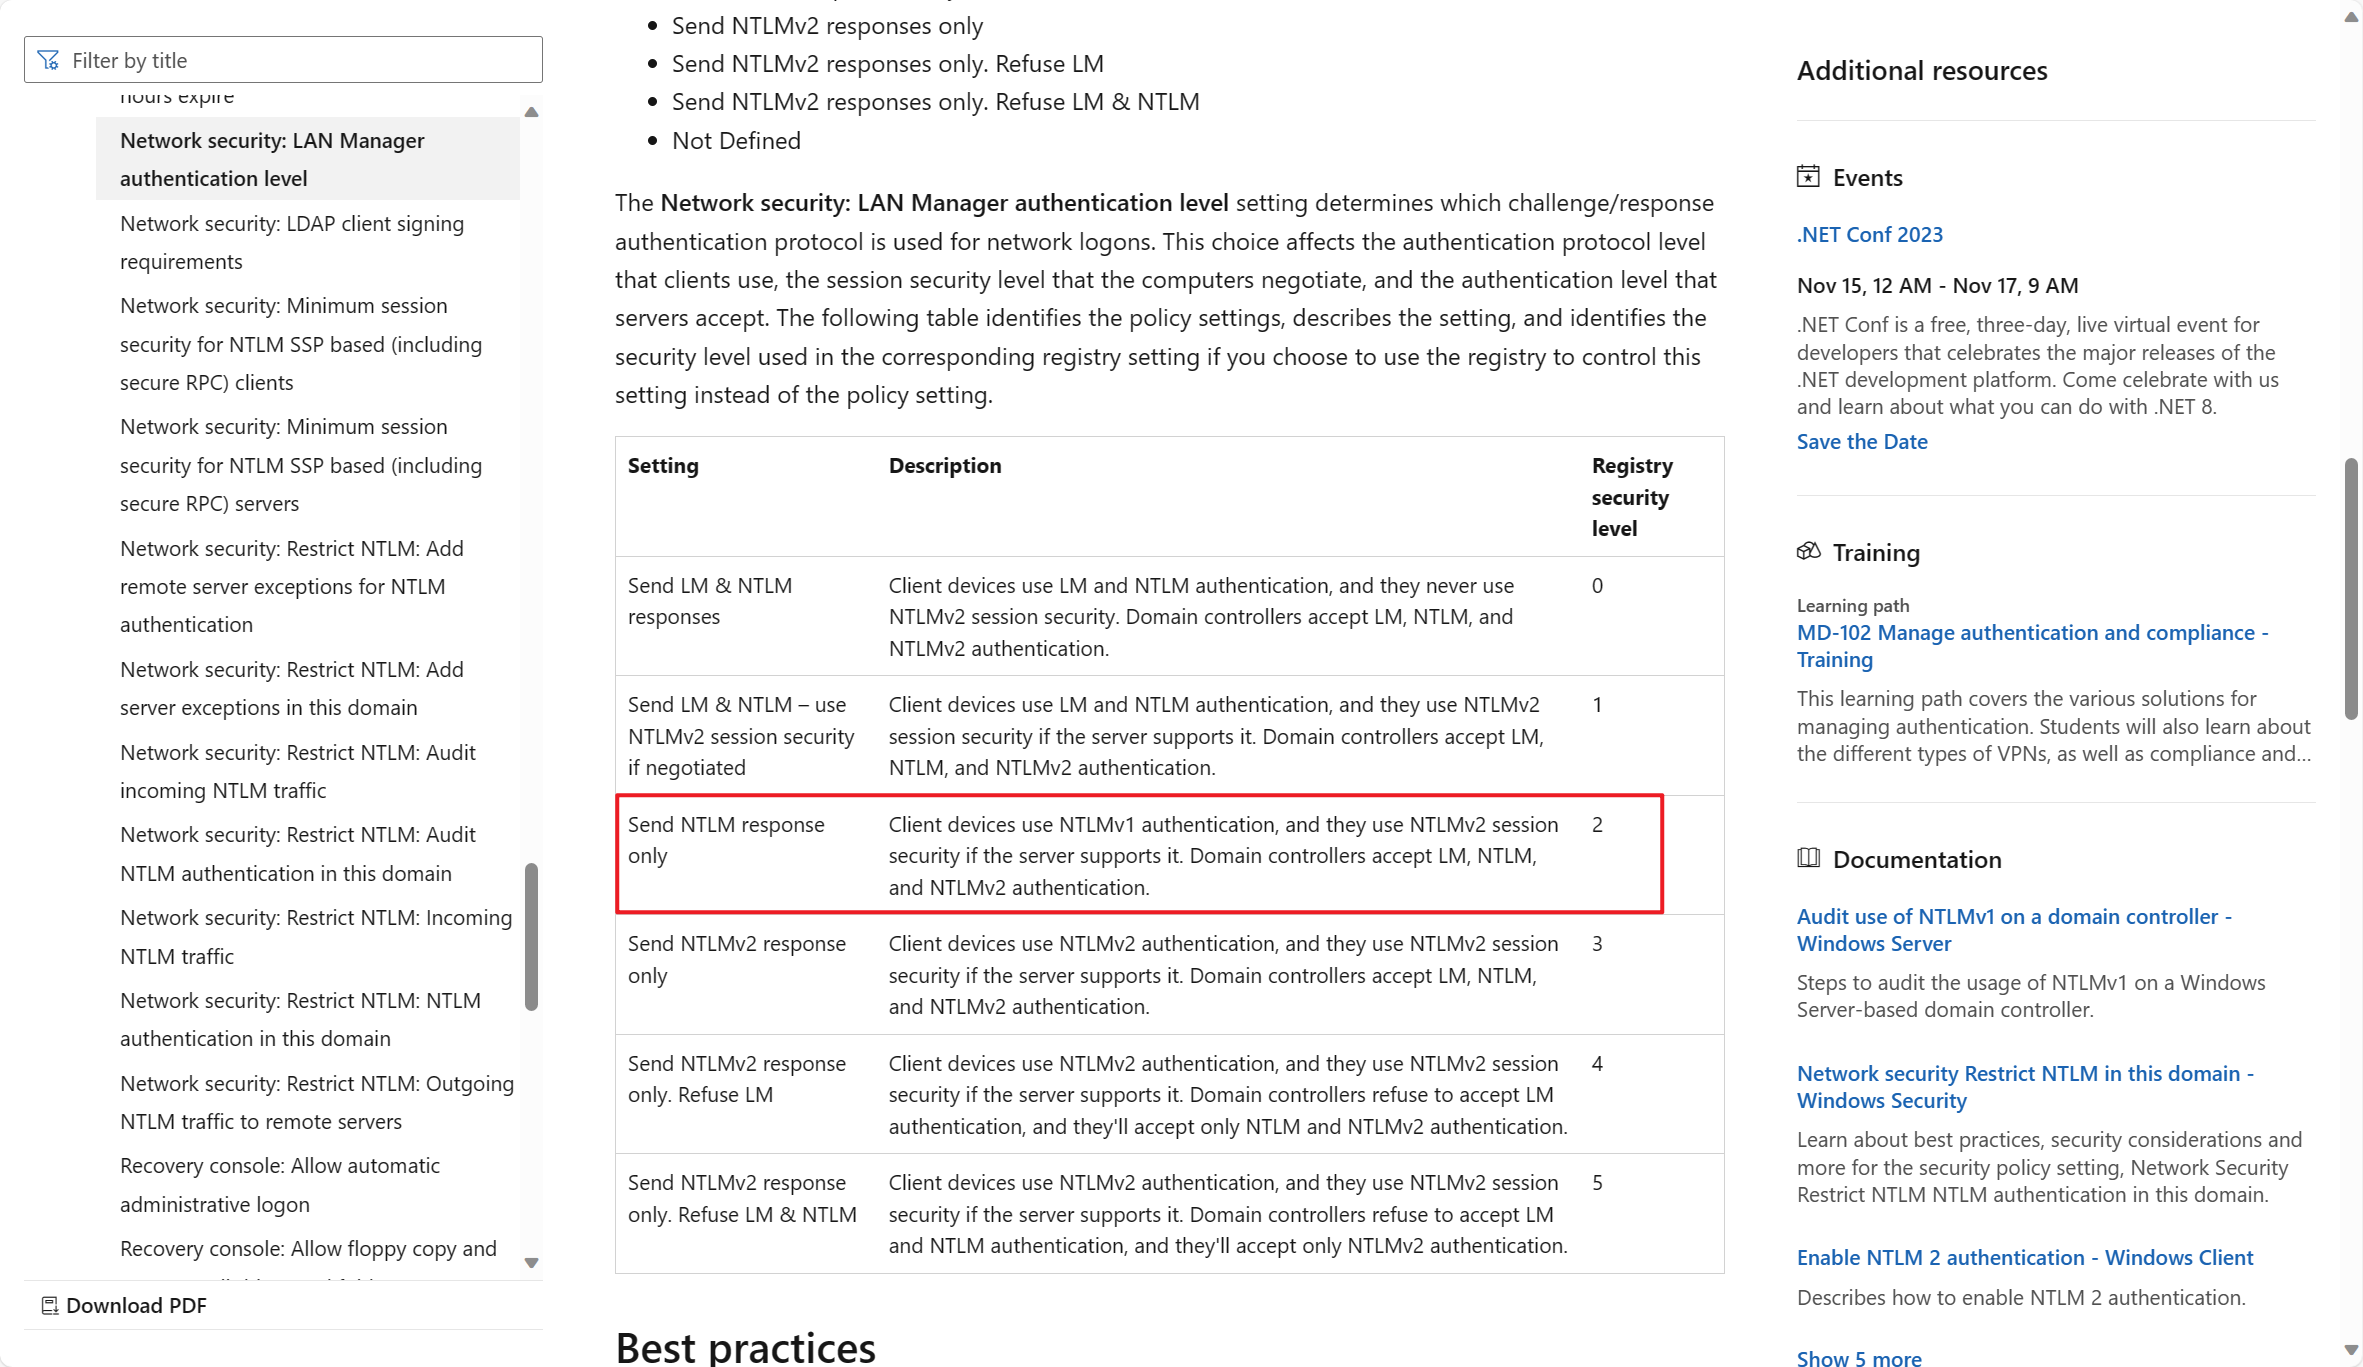 Filter by title
hours expire
Network security: LAN Manager
authentication level
Network security: LDAP client signing
requirements
Network security: Minimum session
security for NTLM SSP based (including
secure RPC) clients
Network security: Minimum session
security for NTLM SSP based (including
secure RPC) servers
Network security: Restrict NTLM: Add
remote server exceptions for NTLM
authentication
Network security: Restrict NTLM: Add
server exceptions in this domain
Network security: Restrict NTLM: Audit
incoming NTLM traffic
Network security: Restrict NTLM: Audit
NTLM authentication in this domain
Network security: Restrict NTLM: Incoming
NTLM traffic
Network security: Restrict NTLM: NTLM
authentication in this domain
Network security: Restrict NTLM: Outgoing
NTLM traffic to remote servers
Recovery console: Allow automatic
administrative logon
Recovery console: Allow floppy copy and
Download PDF
• Send NTLMv2 responses only
• Send NTLMv2 responses only. Refuse LM
• Send NTLMv2 responses only. Refuse LM & NTLM
• Not Defined
The Network security: LAN Manager authentication level setting determines which challenge/response
authentication protocol is used for network logons. This choice affects the authentication protocol level
that clients use, the session security level that the computers negotiate, and the authentication level that
servers accept. The following table identifies the policy settings, describes the setting, and identifies the
security level used in the corresponding registry setting if you choose to use the registry to control this
setting instead of the policy setting.
Setting
Description
Registry
security
level
Send LM & NTLM
responses
Client devices use LM and NTLM authentication, and they never use
NTLMv2 session security. Domain controllers accept LM, NTLM, and
NTLMv2 authentication.
0
Send LM & NTLM – use
NTLMv2 session security
if negotiated
Client devices use LM and NTLM authentication, and they use NTLMv2
session security if the server supports it. Domain controllers accept LM,
NTLM, and NTLMv2 authentication.
1
Send NTLM response
only
Client devices use NTLMv1 authentication, and they use NTLMv2 session
security if the server supports it. Domain controllers accept LM, NTLM,
and NTLMv2 authentication.
2
Send NTLMv2 response
only
Client devices use NTLMv2 authentication, and they use NTLMv2 session
security if the server supports it. Domain controllers accept LM, NTLM,
and NTLMv2 authentication.
3
Send NTLMv2 response
only. Refuse LM
Client devices use NTLMv2 authentication, and they use NTLMv2 session
security if the server supports it. Domain controllers refuse to accept LM
authentication, and they'll accept only NTLM and NTLMv2 authentication.
4
Send NTLMv2 response
only. Refuse LM & NTLM
Client devices use NTLMv2 authentication, and they use NTLMv2 session
security if the server supports it. Domain controllers refuse to accept LM
and NTLM authentication, and they'll accept only NTLMv2 authentication.
5
Best practices
Additional resources
Events
.NET Conf 2023
Nov 15, 12 AM - Nov 17, 9 AM
.NET Conf is a free, three-day, live virtual event for
developers that celebrates the major releases of the
.NET development platform. Come celebrate with us
and learn about what you can do with .NET 8.
Save the Date
Training
Learning path
MD-102 Manage authentication and compliance -
Training
This learning path covers the various solutions for
managing authentication. Students will also learn about
the different types of VPNs, as well as compliance and...
Documentation
Audit use of NTLMv1 on a domain controller -
Windows Server
Steps to audit the usage of NTLMv1 on a Windows
Server-based domain controller.
Network security Restrict NTLM in this domain -
Windows Security
Learn about best practices, security considerations and
more for the security policy setting, Network Security
Restrict NTLM NTLM authentication in this domain.
Enable NTLM 2 authentication - Windows Client
Describes how to enable NTLM 2 authentication.
Show 5 more